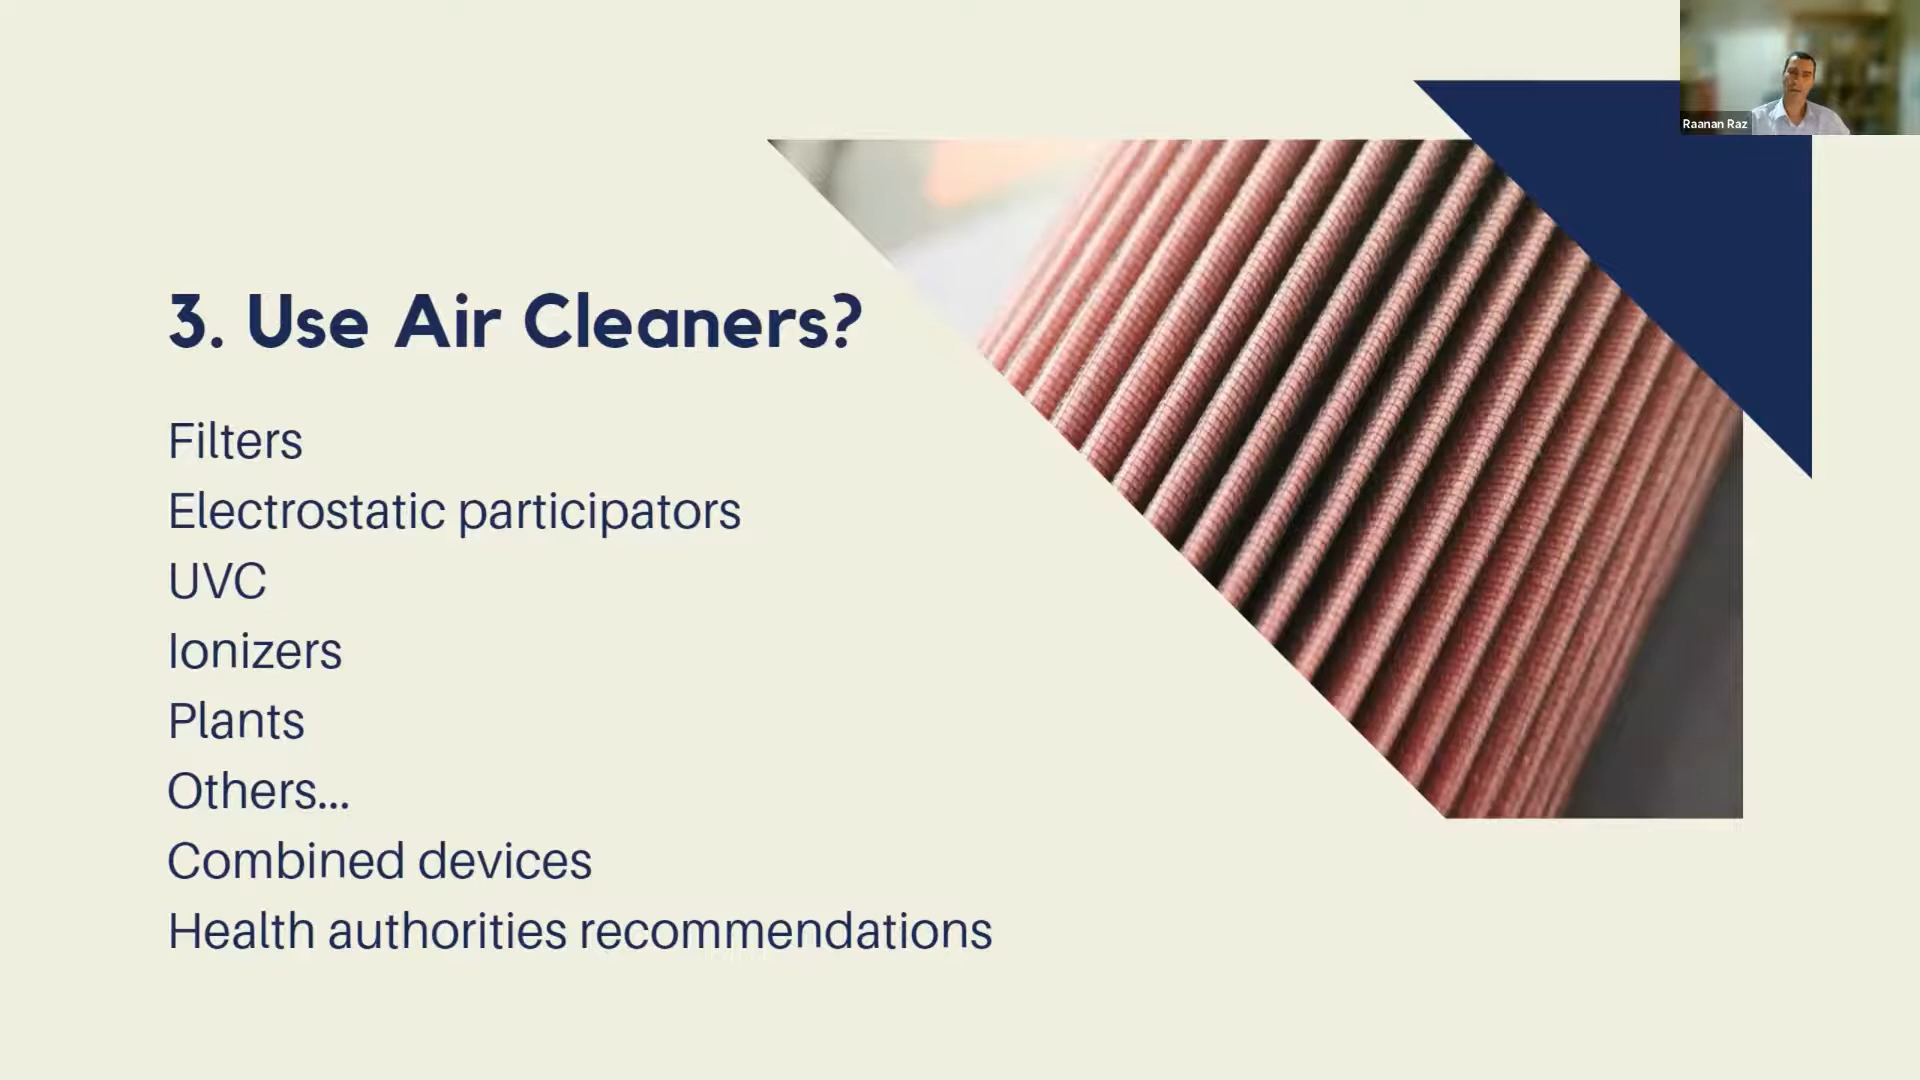 Raanan Raz
3. Use Air Cleaners?
Filters
Electrostatic participators
UVC
Ionizers
Plants
Others...
Combined devices
Health authorities recommendations